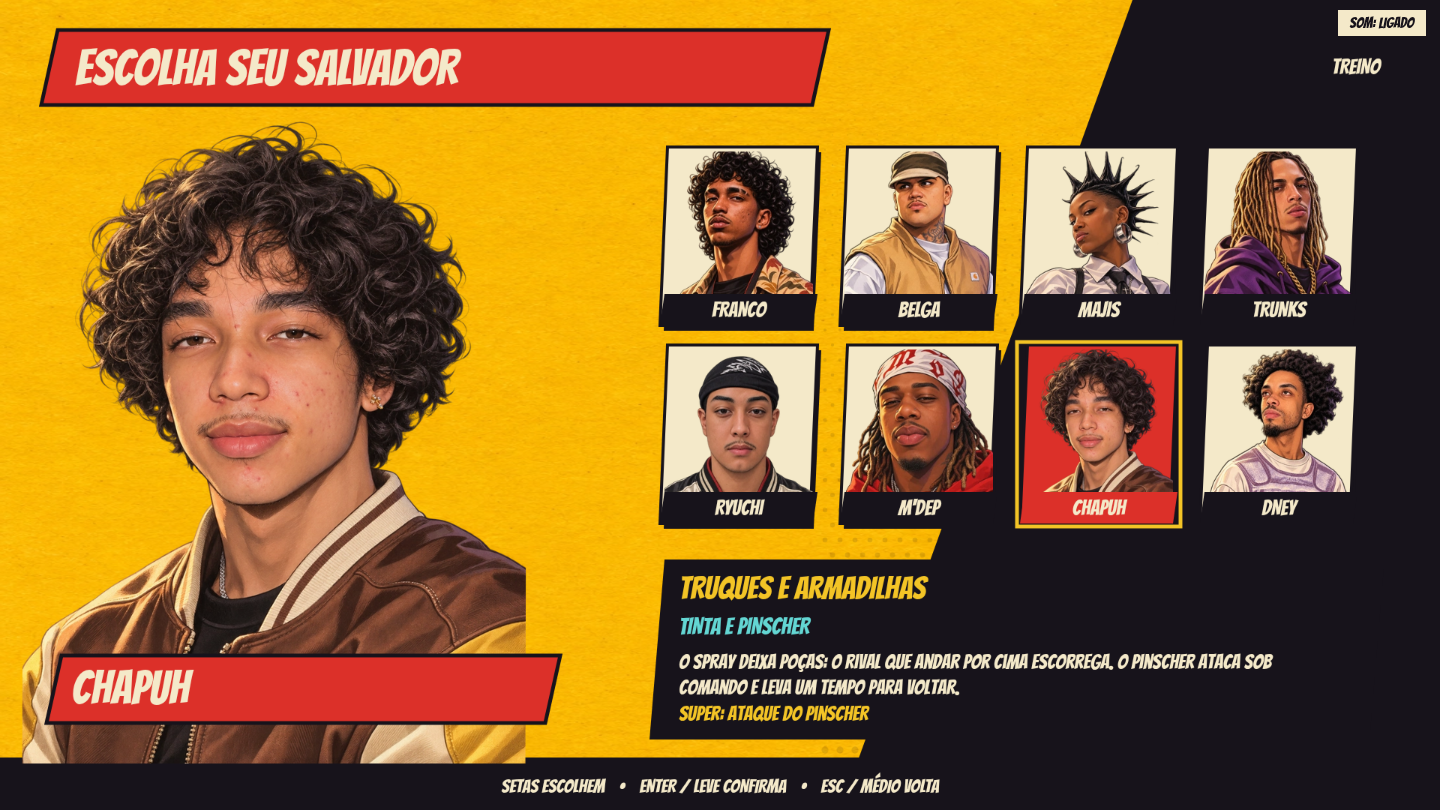 SOM: LIGADO
ESCOLHA SEU SALVADOR
TREINO
FRANCO
BELGA
MAJIS
TRUNKS
RYUCHI
M'DEP
CHAPUH
DNEY
TRUQUES E ARMADILHAS
TINTA E PINSCHER
O SPRAY DEIXA POÇAS: O RIVAL QUE ANDAR POR CIMA ESCORREGA. O PINSCHER ATACA SOB
COMANDO E LEVA UM TEMPO PARA VOLTAR.
SUPER: ATAQUE DO PINSCHER
CHAPUH
SETAS ESCOLHEM • ENTER / LEVE CONFIRMA • ESC / MÉDIO VOLTA